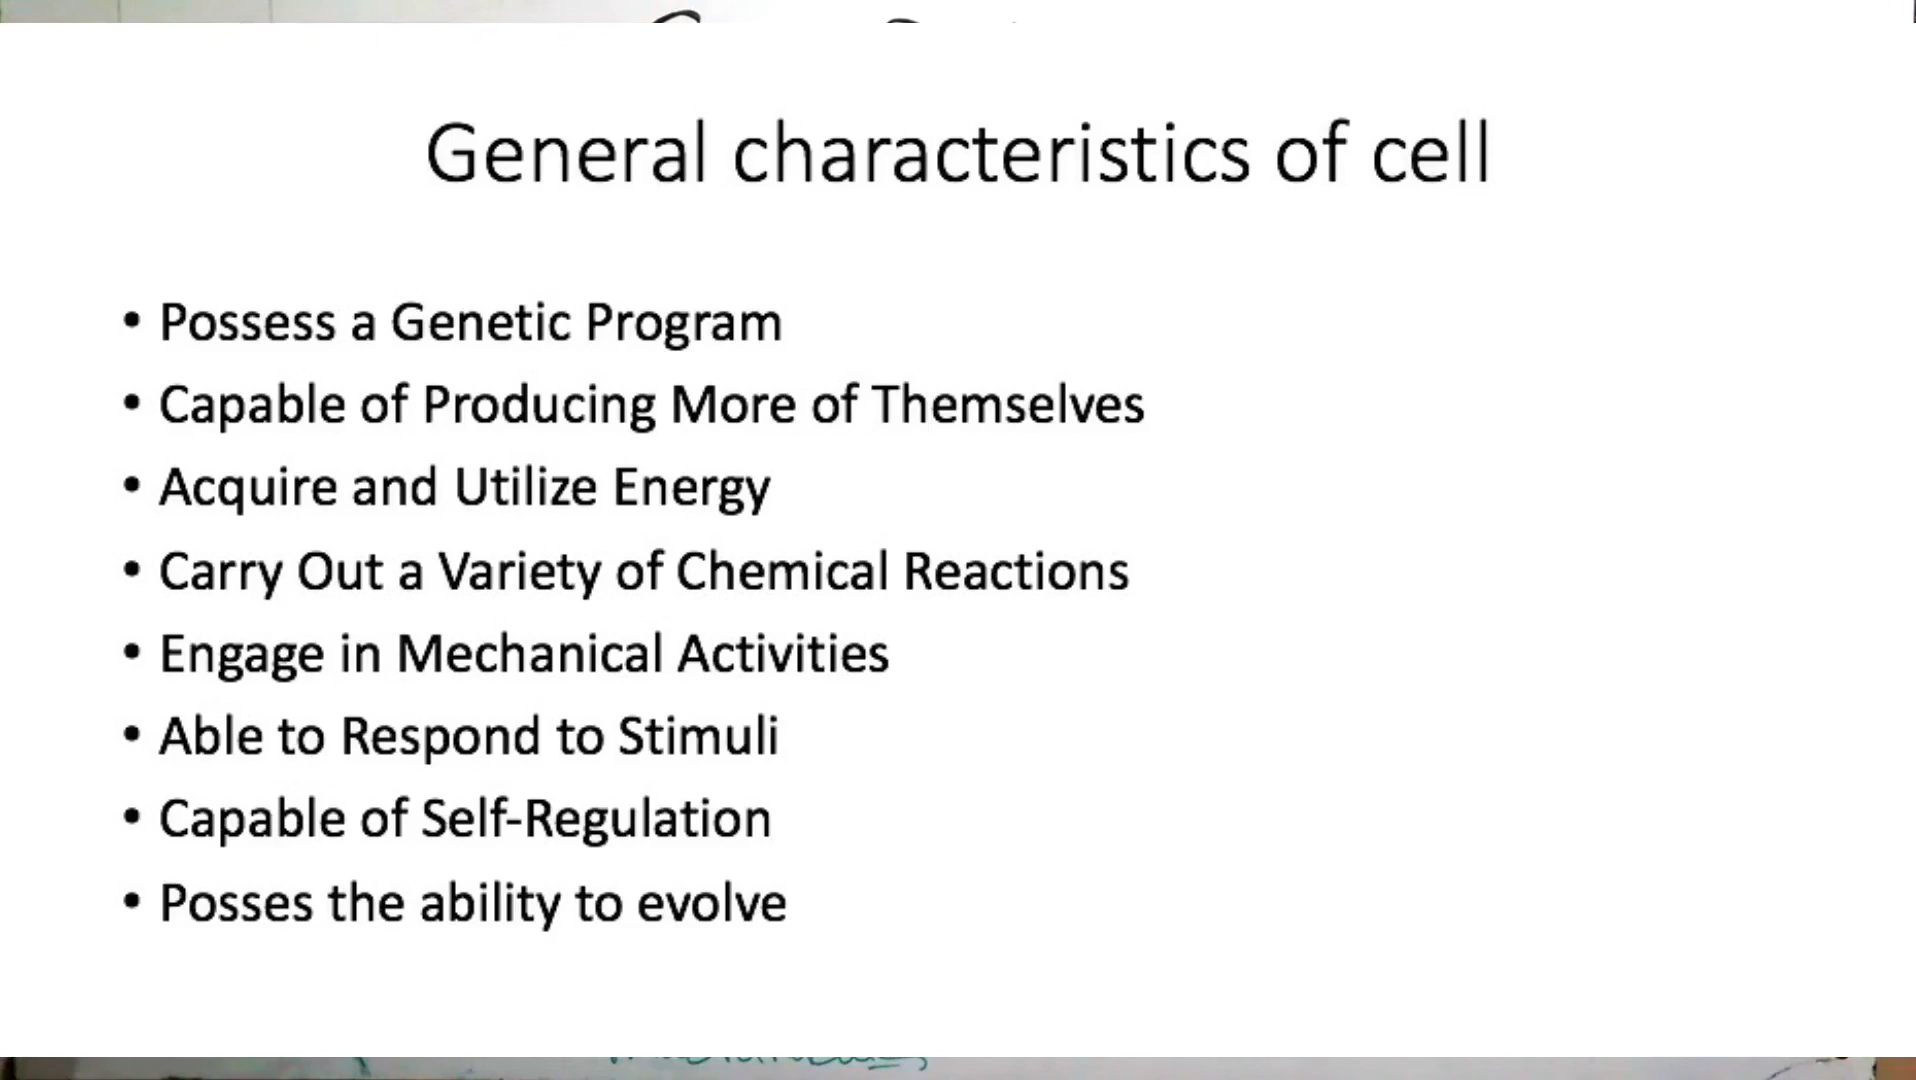 General characteristics of cell
• Possess a Genetic Program
• Capable of Producing More of Themselves
• Acquire and Utilize Energy
• Carry Out a Variety of Chemical Reactions
• Engage in Mechanical Activities
• Able to Respond to Stimuli
• Capable of Self-Regulation
• Posses the ability to evolve